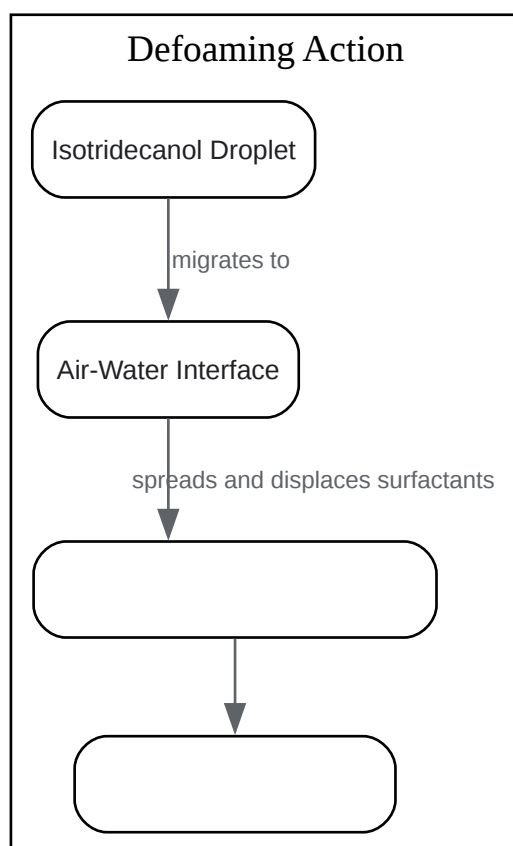 Defoaming Action
Isotridecanol Droplet
migrates to
Air-Water Interface
spreads and displaces surfactants